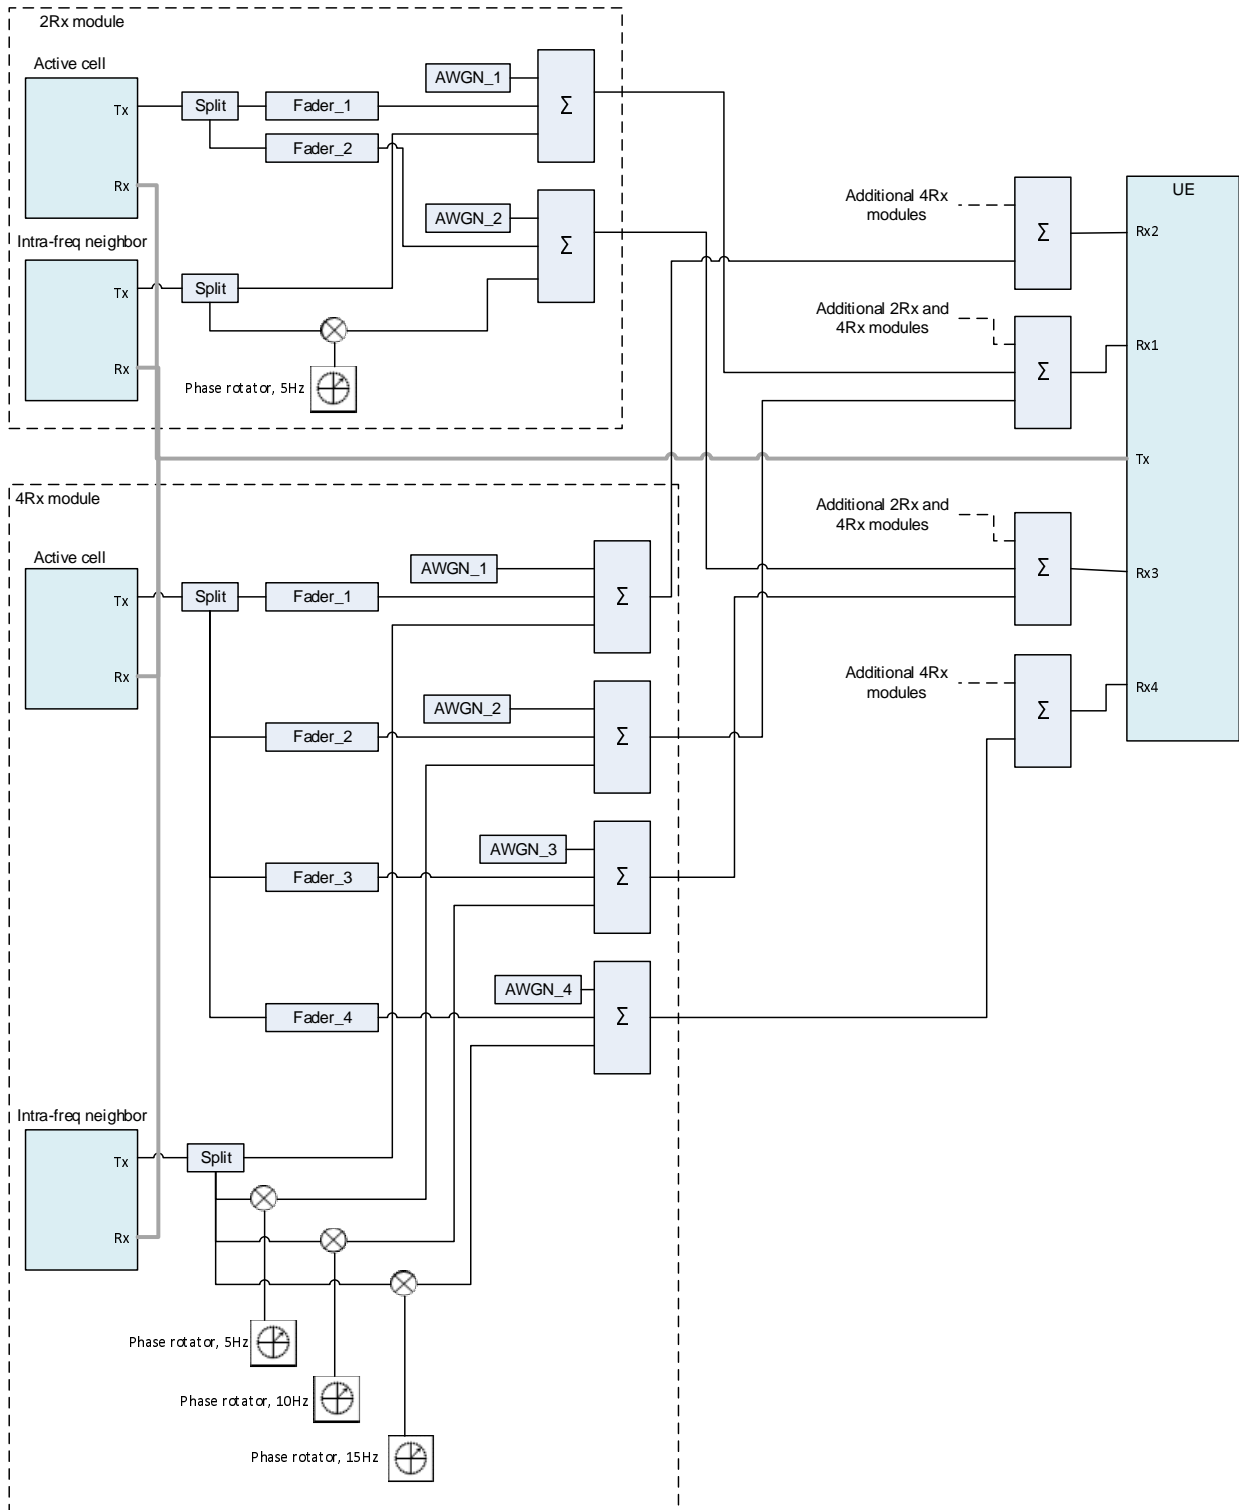 2Rx module
Active cell
Tx
Rx
Split
Fader_1
Fader_2
AWGN_1
Σ
AWGN_2
Σ
Intra-freq neighbor
Tx
Rx
Split
Phase rotator, 5Hz
4Rx module
Active cell
Tx
Rx
Split
Fader_1
AWGN_1
Σ
Fader_2
AWGN_2
Σ
Fader_3
AWGN_3
Σ
Fader_4
AWGN_4
Σ
Intra-freq neighbor
Tx
Rx
Split
Phase rotator, 5Hz
Phase rotator, 10Hz
Phase rotator, 15Hz
Additional 4Rx
modules
Σ
Additional 2Rx and
4Rx modules
Σ
Additional 2Rx and
4Rx modules
Σ
Additional 4Rx
modules
Σ
UE
Rx2
Rx1
Tx
Rx3
Rx4